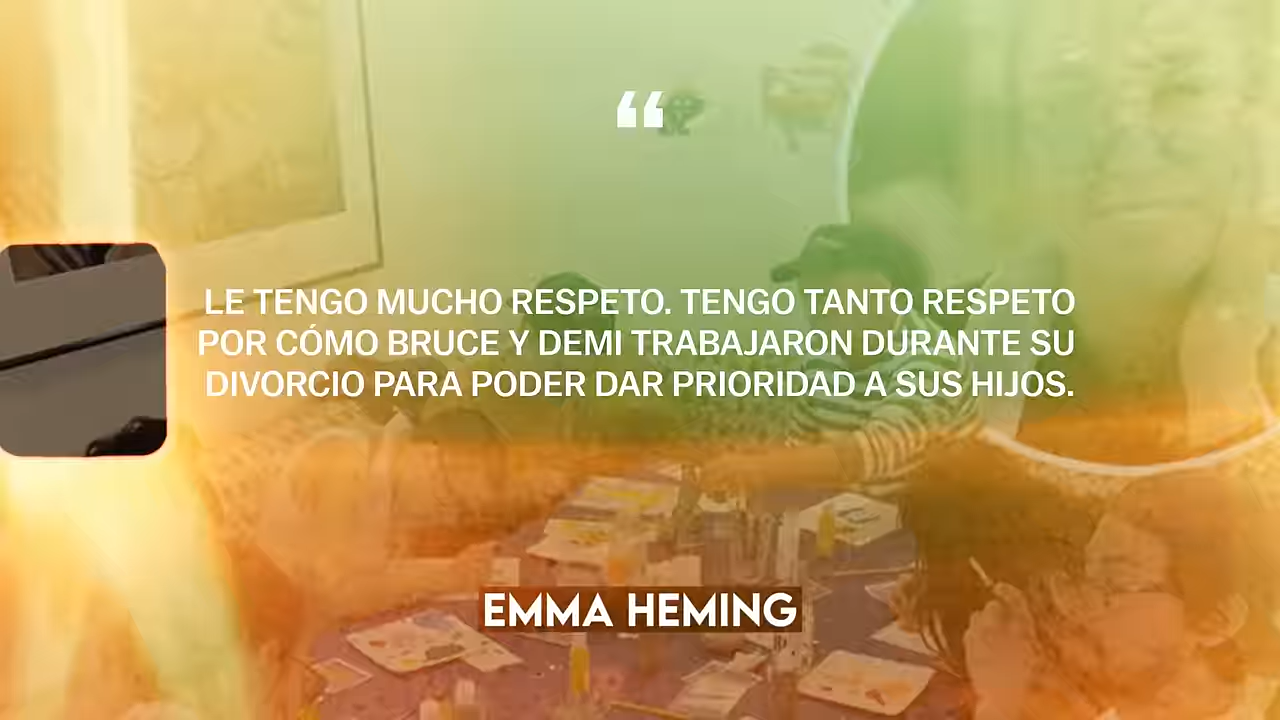 “
LE TENGO MUCHO RESPETO. TENGO TANTO RESPETO
POR CÓMO BRUCE Y DEMI TRABAJARON DURANTE SU
DIVORCIO PARA PODER DAR PRIORIDAD A SUS HIJOS.
EMMA HEMING